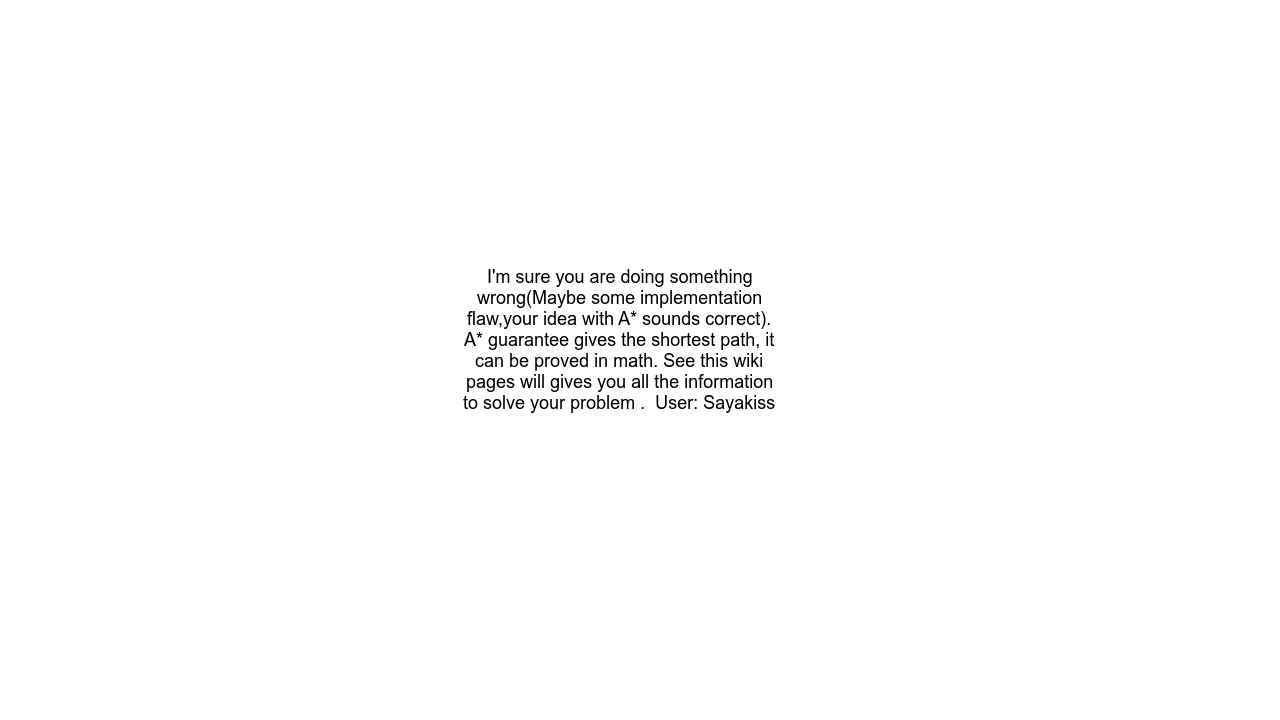 I'm sure you are doing something
wrong(Maybe some implementation
flaw,your idea with A* sounds correct).
A* guarantee gives the shortest path, it
can be proved in math. See this wiki
pages will gives you all the information
to solve your problem .  User: Sayakiss